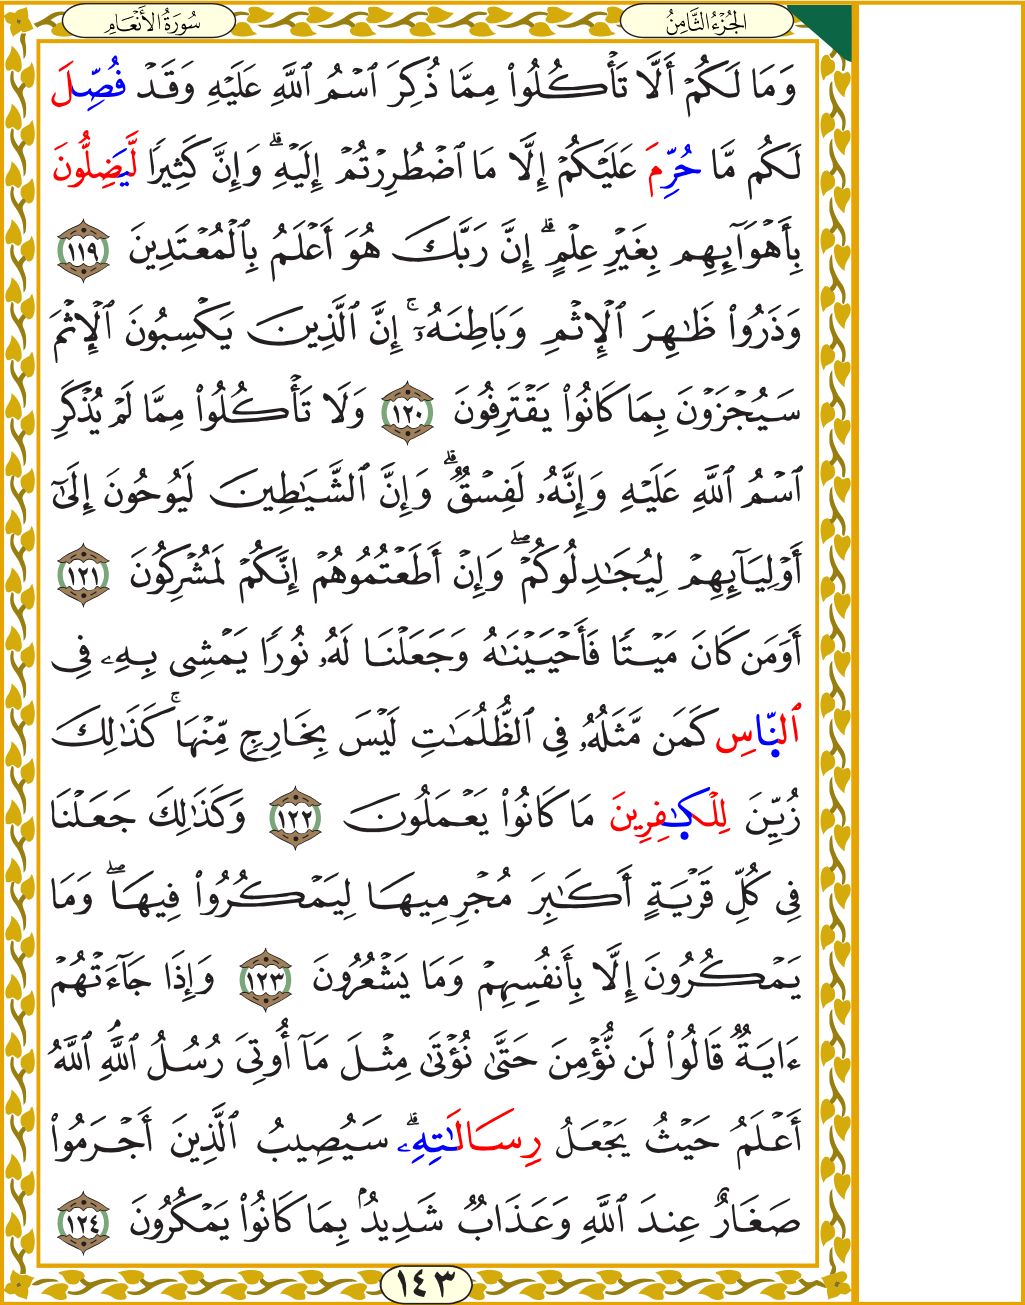 الجُزْءُ الثَّامِنُ
سُورَةُ الأَنْعَامِ
وَمَا لَكُمْ أَلَّا تَأْكُلُوا۟ مِمَّا ذُكِرَ ٱسْمُ ٱللَّهِ عَلَيْهِ وَقَدْ فُصِّلَ
لَكُم مَّا حُرِّمَ عَلَيْكُمْ إِلَّا مَا ٱضْطُرِرْتُمْ إِلَيْهِ ۗ وَإِنَّ كَثِيرًا لَّيَضِلُّونَ
بِأَهْوَآئِهِم بِغَيْرِ عِلْمٍ ۗ إِنَّ رَبَّكَ هُوَ أَعْلَمُ بِٱلْمُعْتَدِينَ ١١٩
وَذَرُوا۟ ظَـٰهِرَ ٱلْإِثْمِ وَبَاطِنَهُۥٓ ۚ إِنَّ ٱلَّذِينَ يَكْسِبُونَ ٱلْإِثْمَ
سَيُجْزَوْنَ بِمَا كَانُوا۟ يَقْتَرِفُونَ ١٢٠ وَلَا تَأْكُلُوا۟ مِمَّا لَمْ يُذْكَرِ
ٱسْمُ ٱللَّهِ عَلَيْهِ وَإِنَّهُۥ لَفِسْقٌ ۗ وَإِنَّ ٱلشَّيَـٰطِينَ لَيُوحُونَ إِلَىٰٓ
أَوْلِيَآئِهِمْ لِيُجَـٰدِلُوكُمْ ۖ وَإِنْ أَطَعْتُمُوهُمْ إِنَّكُمْ لَمُشْرِكُونَ ١٢١
أَوَمَن كَانَ مَيْتًا فَأَحْيَيْنَـٰهُ وَجَعَلْنَا لَهُۥ نُورًا يَمْشِى بِهِۦ فِى
ٱلنَّاسِ كَمَن مَّثَلُهُۥ فِى ٱلظُّلُمَـٰتِ لَيْسَ بِخَارِجٍ مِّنْهَا ۚ كَذَٰلِكَ
زُيِّنَ لِلْكَـٰفِرِينَ مَا كَانُوا۟ يَعْمَلُونَ ١٢٢ وَكَذَٰلِكَ جَعَلْنَا
فِى كُلِّ قَرْيَةٍ أَكَـٰبِرَ مُجْرِمِيهَا لِيَمْكُرُوا۟ فِيهَا ۖ وَمَا
يَمْكُرُونَ إِلَّا بِأَنفُسِهِمْ وَمَا يَشْعُرُونَ ١٢٣ وَإِذَا جَآءَتْهُمْ
ءَايَةٌ قَالُوا۟ لَن نُّؤْمِنَ حَتَّىٰ نُؤْتَىٰ مِثْلَ مَآ أُوتِىَ رُسُلُ ٱللَّهِ ۘ ٱللَّهُ
أَعْلَمُ حَيْثُ يَجْعَلُ رِسَالَـٰتِهِۦ ۗ سَيُصِيبُ ٱلَّذِينَ أَجْرَمُوا۟
صَغَارٌ عِندَ ٱللَّهِ وَعَذَابٌ شَدِيدٌۢ بِمَا كَانُوا۟ يَمْكُرُونَ ١٢٤
١٤٣